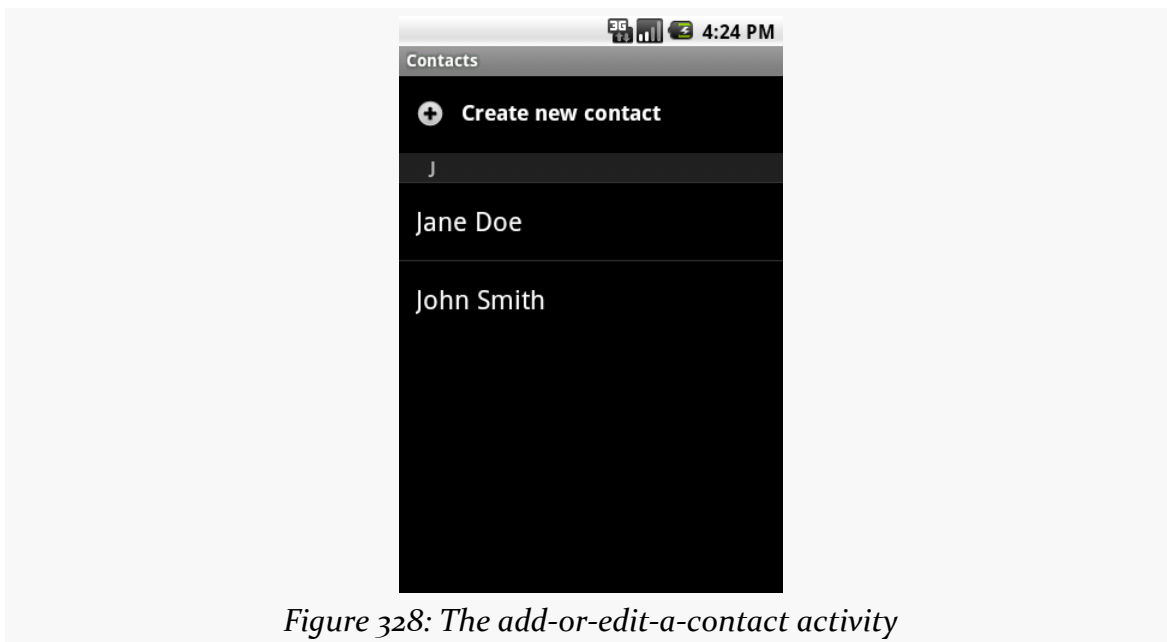 3G 4:24 PM
Contacts
Create new contact
J
Jane Doe
John Smith
Figure 328: The add-or-edit-a-contact activity